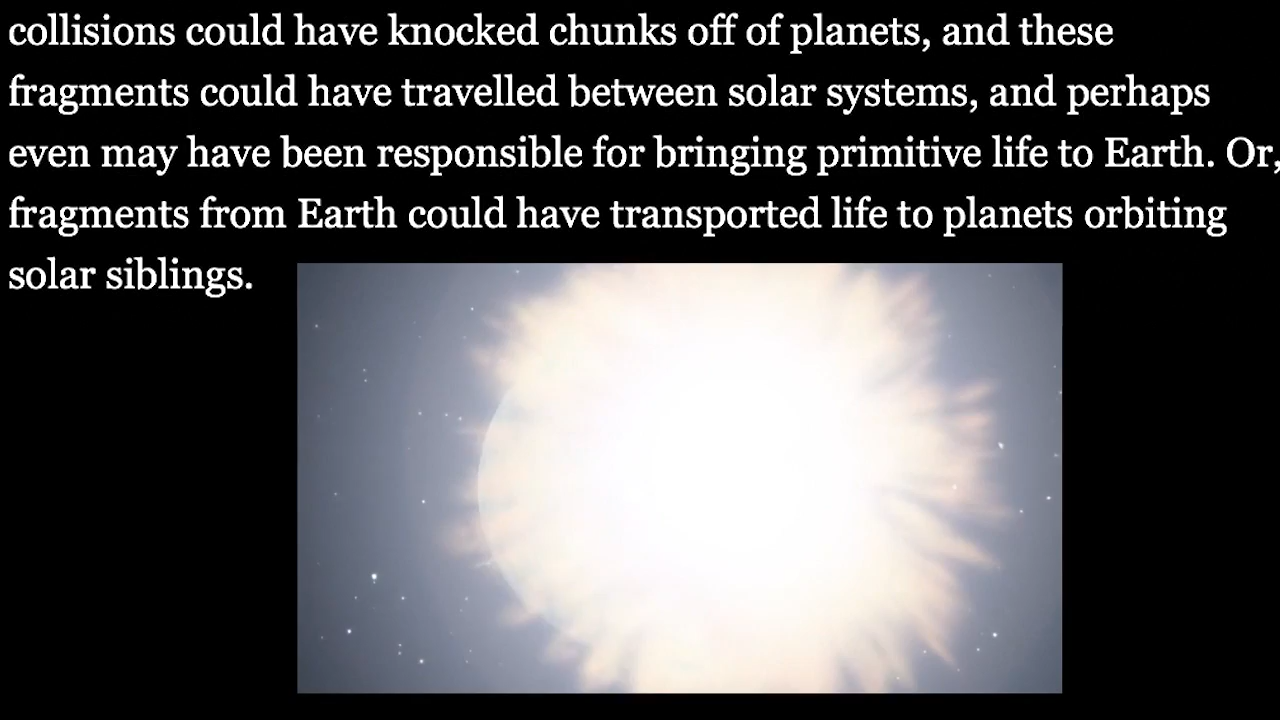 collisions could have knocked chunks off of planets, and these
fragments could have travelled between solar systems, and perhaps
even may have been responsible for bringing primitive life to Earth. Or,
fragments from Earth could have transported life to planets orbiting
solar siblings.